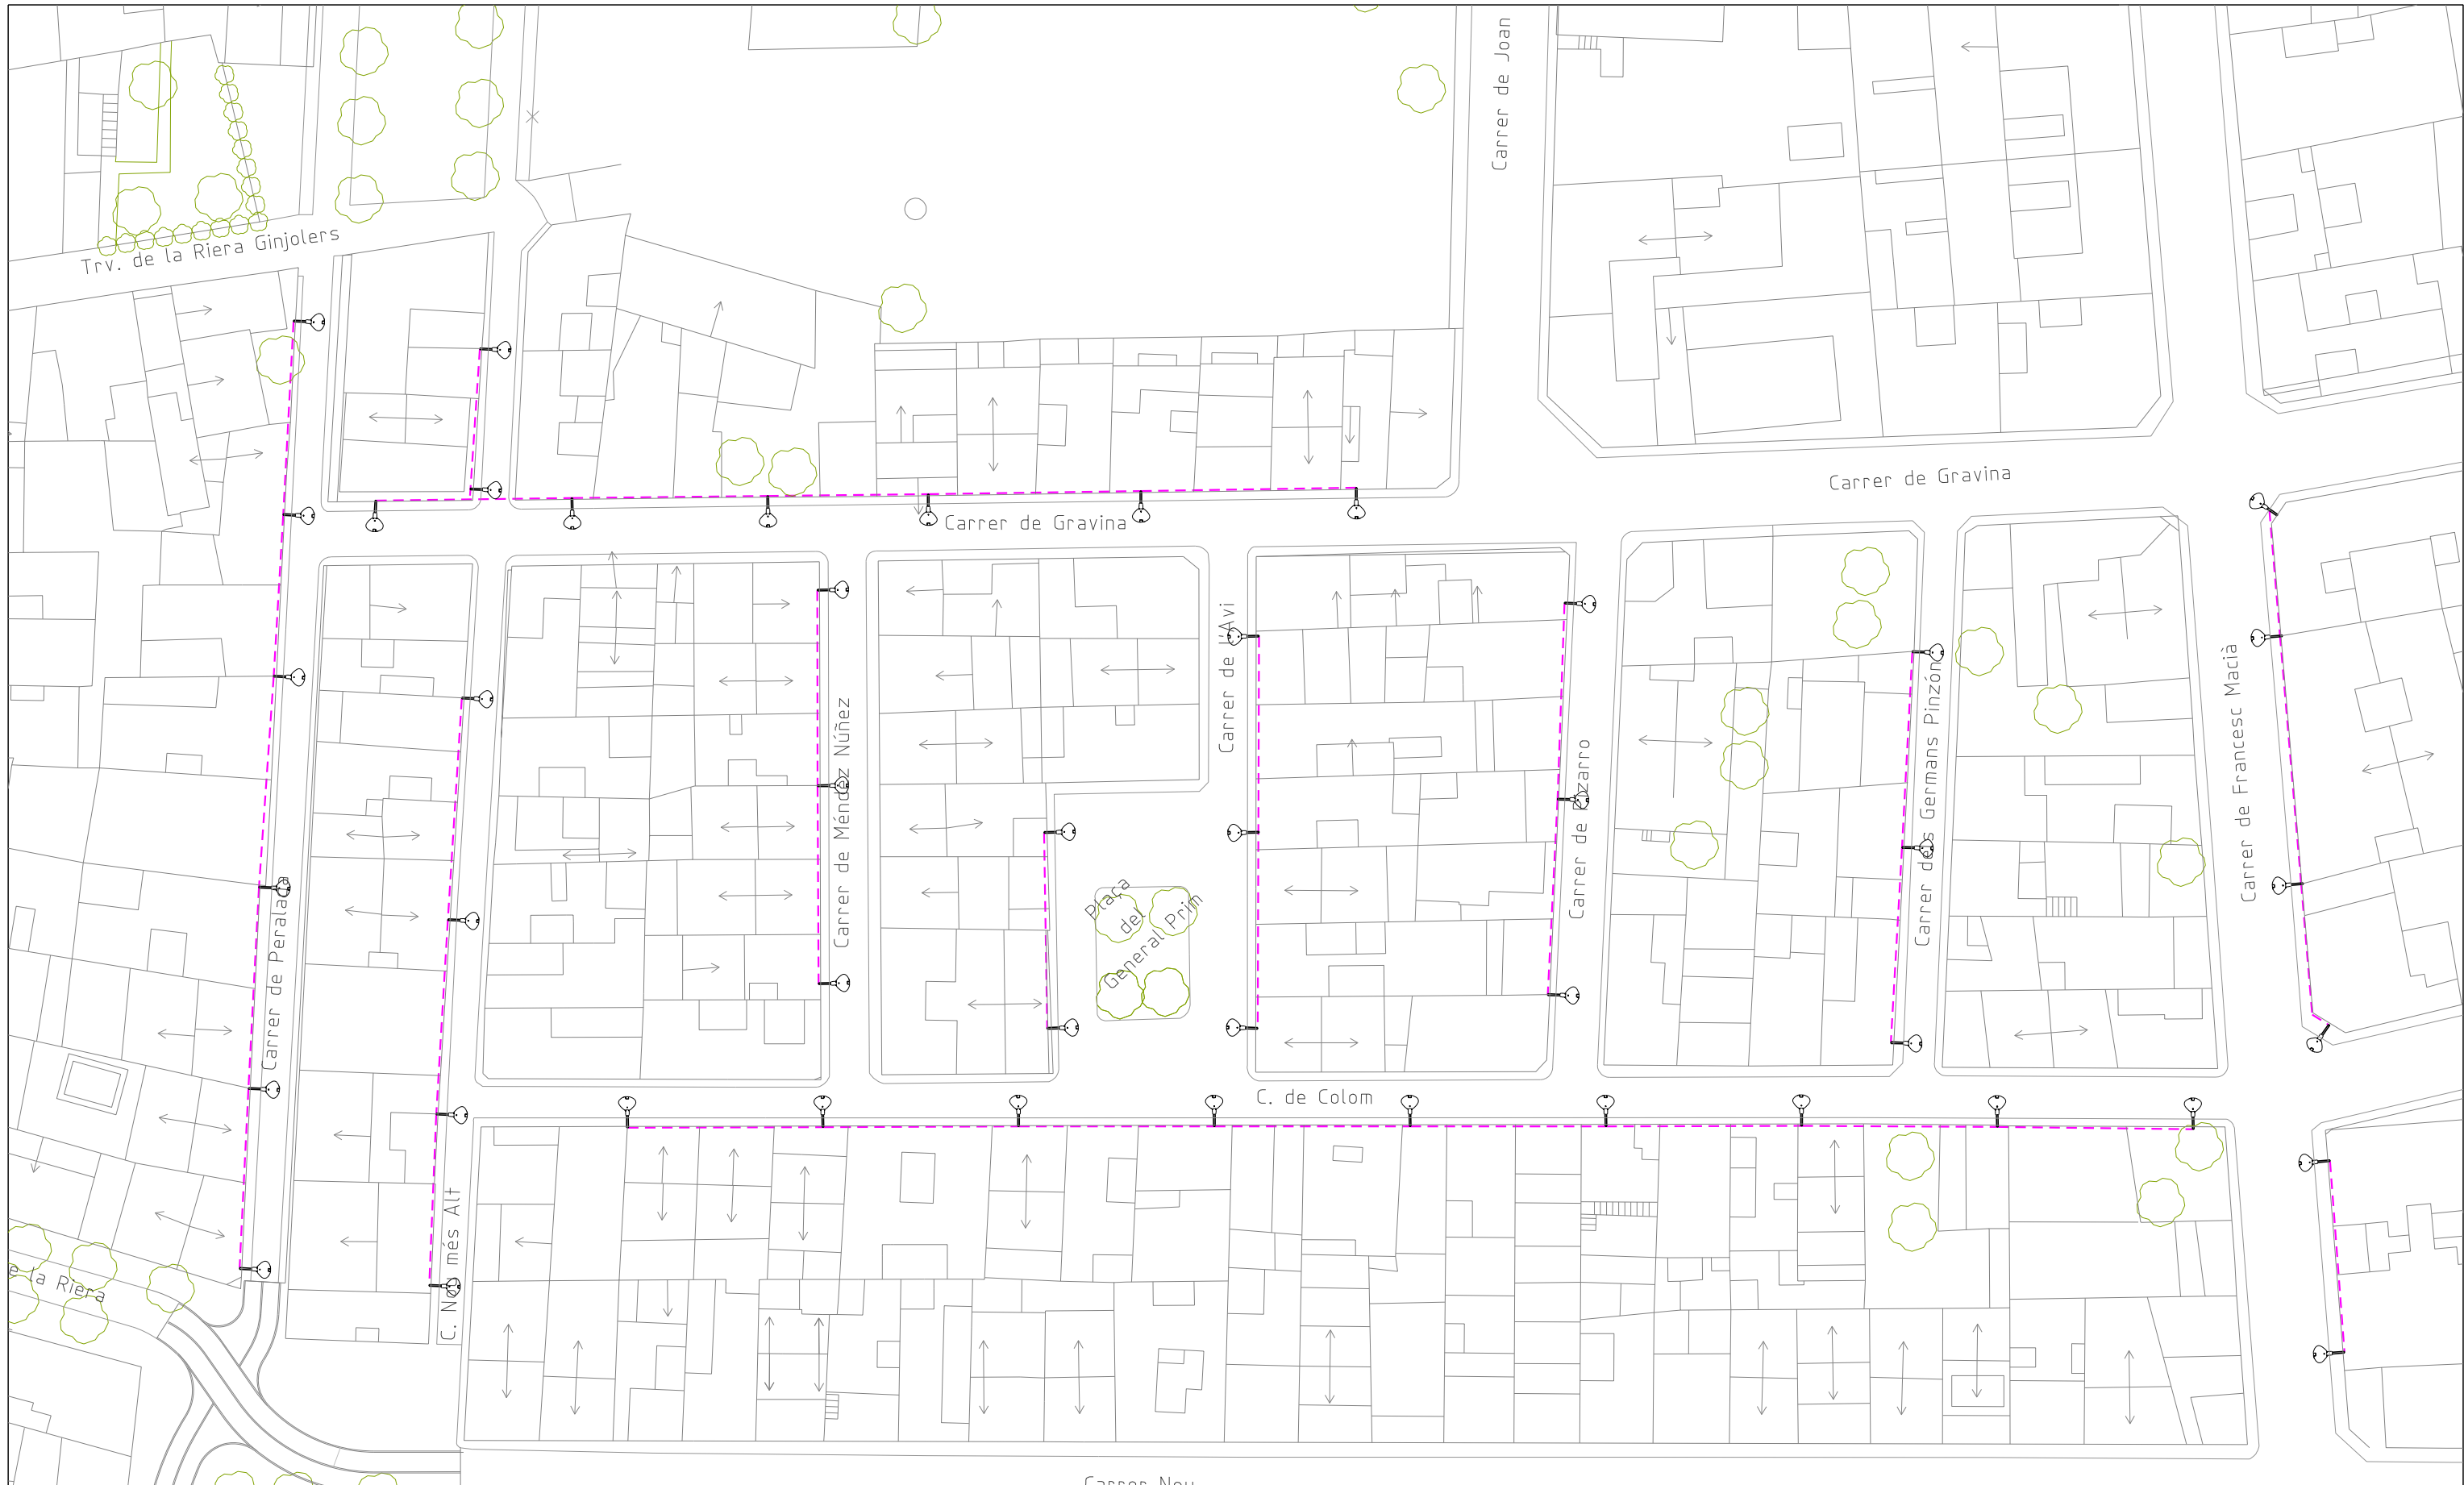 Carrer de Joan
Trv. de la Riera Ginjolers
Carrer de Gravina
Carrer de Gravina
Carrer de l'Avi
Carrer de Méndez Núñez
Carrer de Pizarro
Carrer dels Germans Pinzón
Carrer de Francesc Macià
Carrer de Peralada
Plaça
del
General Prim
C. de Colom
C. Nou més Alt
e la Riera
Carrer Nou